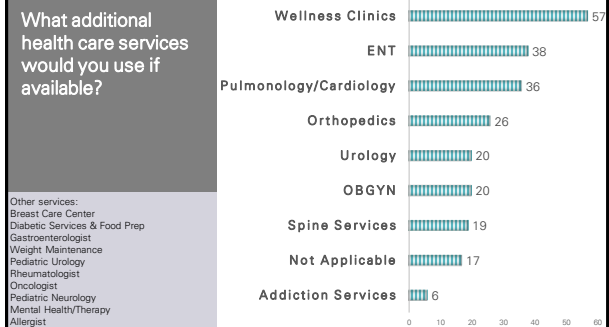 What additional
health care services
would you use if
available?
Other services:
Breast Care Center
Diabetic Services & Food Prep
Gastroenterologist
Weight Maintenance
Pediatric Urology
Rheumatologist
Oncologist
Pediatric Neurology
Mental Health/Therapy
Allergist
Wellness Clinics 57
ENT 38
Pulmonology/Cardiology 36
Orthopedics 26
Urology 20
OBGYN 20
Spine Services 19
Not Applicable 17
Addiction Services 6
0 10 20 30 40 50 60